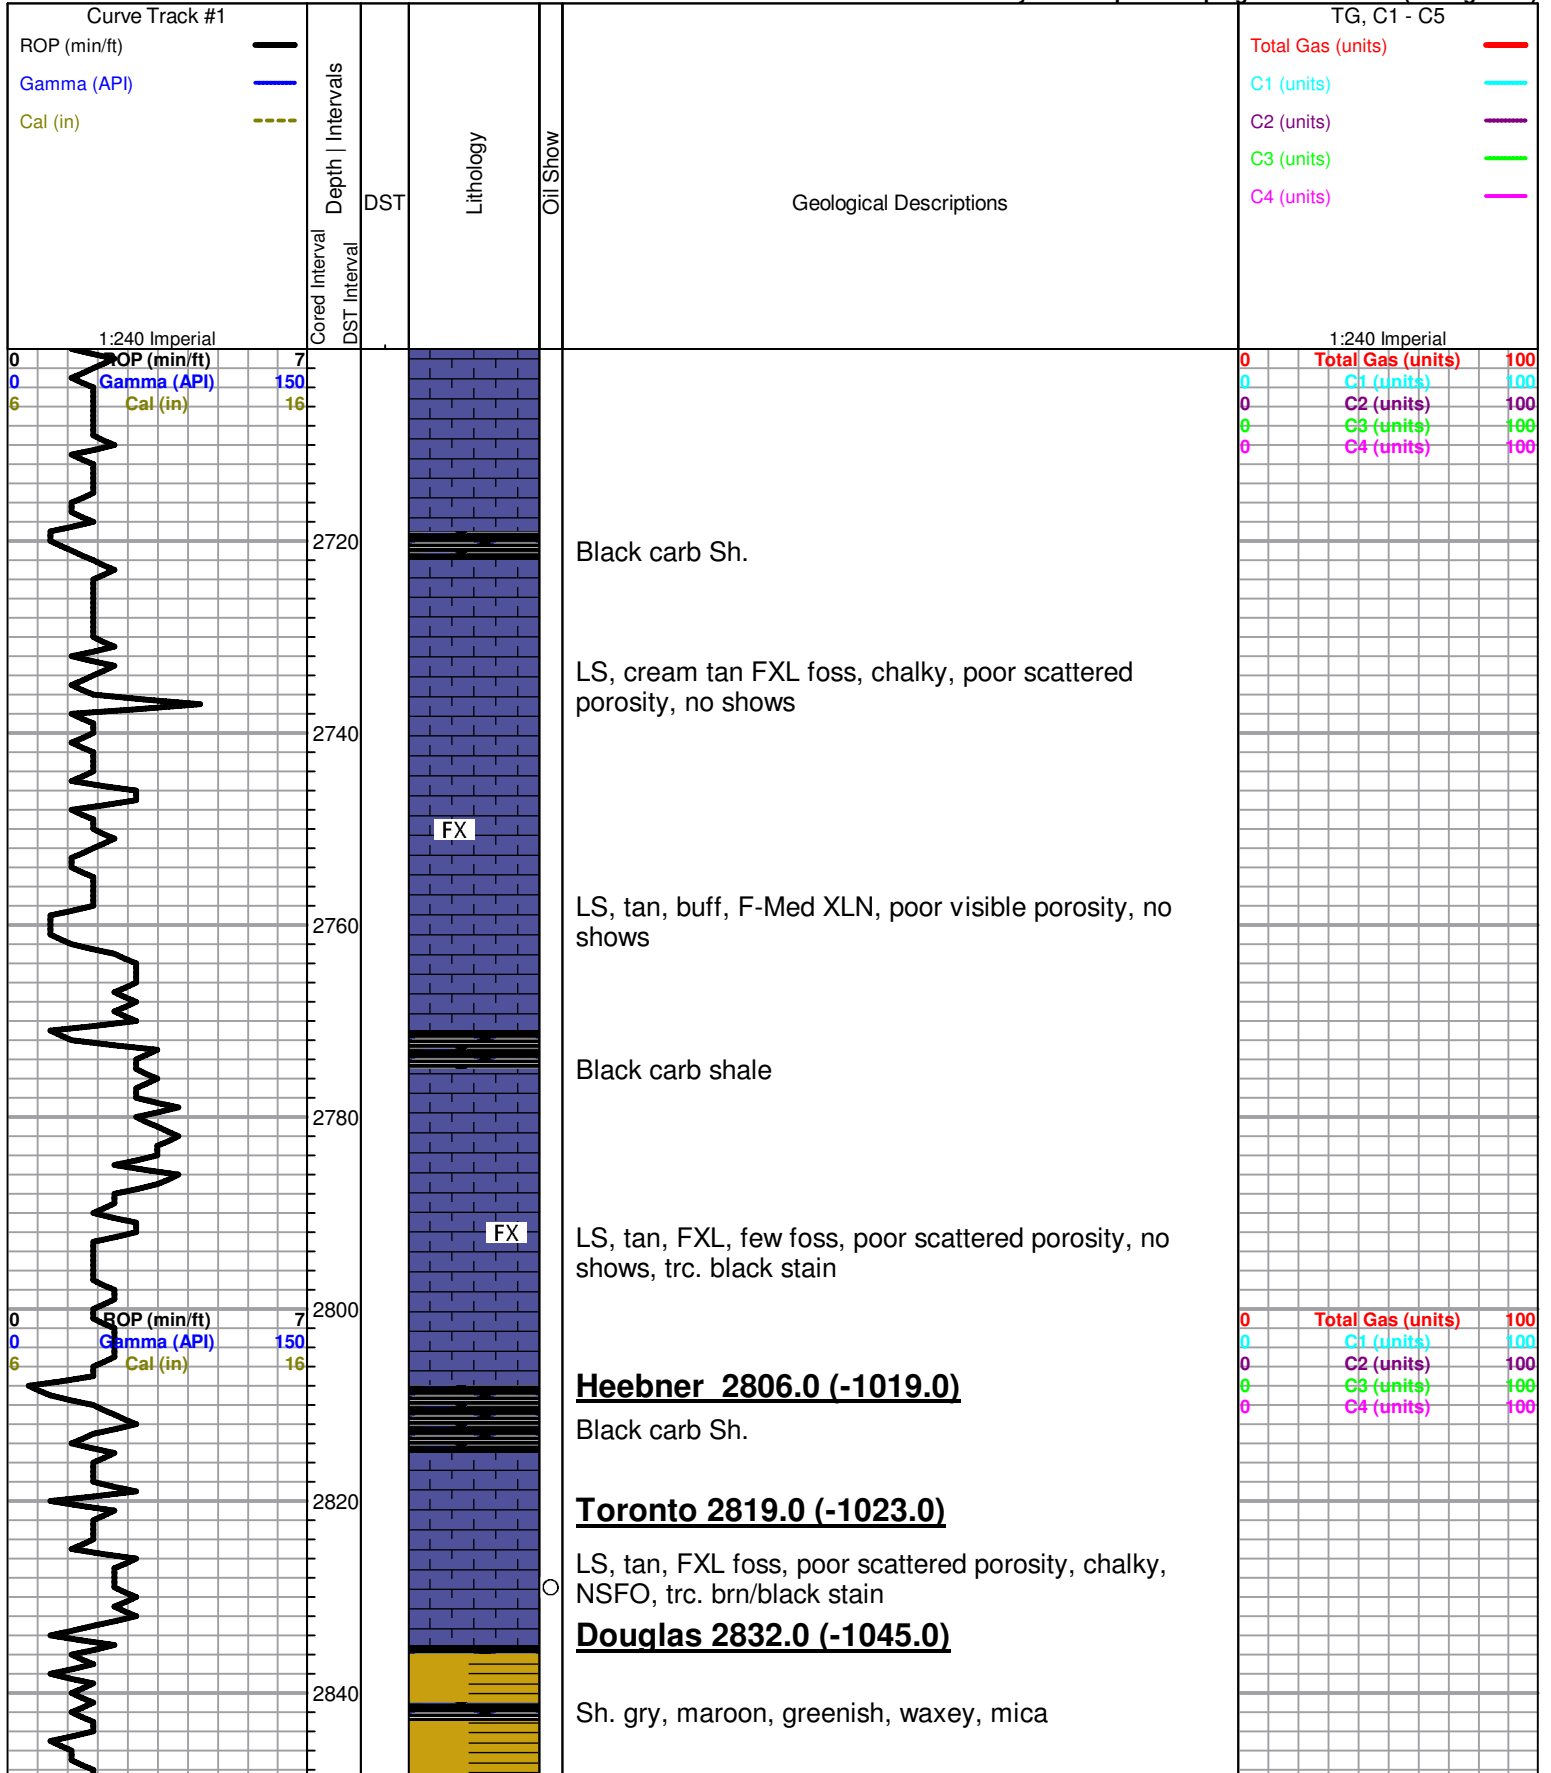 Curve Track #1
ROP (min/ft)
Gamma (API)
Cal (in)
1:240 Imperial
Cored Interval
Depth | Intervals
DST Interval
DST
Lithology
Oil Show
Geological Descriptions
TG, C1 - C5
Total Gas (units)
C1 (units)
C2 (units)
C3 (units)
C4 (units)
1:240 Imperial
0 ROP (min/ft) 7
0 Gamma (API) 150
6 Cal (in) 16
0 Total Gas (units) 100
0 C1 (units) 100
0 C2 (units) 100
0 C3 (units) 100
0 C4 (units) 100
2720
Black carb Sh.
LS, cream tan FXL foss, chalky, poor scattered
porosity, no shows
2740
FX
LS, tan, buff, F-Med XLN, poor visible porosity, no
shows
2760
Black carb shale
2780
FX
LS, tan, FXL, few foss, poor scattered porosity, no
shows, trc. black stain
2800
0 ROP (min/ft) 7
0 Gamma (API) 150
6 Cal (in) 16
0 Total Gas (units) 100
0 C1 (units) 100
0 C2 (units) 100
0 C3 (units) 100
0 C4 (units) 100
Heebner 2806.0 (-1019.0)
Black carb Sh.
2820
Toronto 2819.0 (-1023.0)
LS, tan, FXL foss, poor scattered porosity, chalky,
NSFO, trc. brn/black stain
Douglas 2832.0 (-1045.0)
2840
Sh. gry, maroon, greenish, waxey, mica